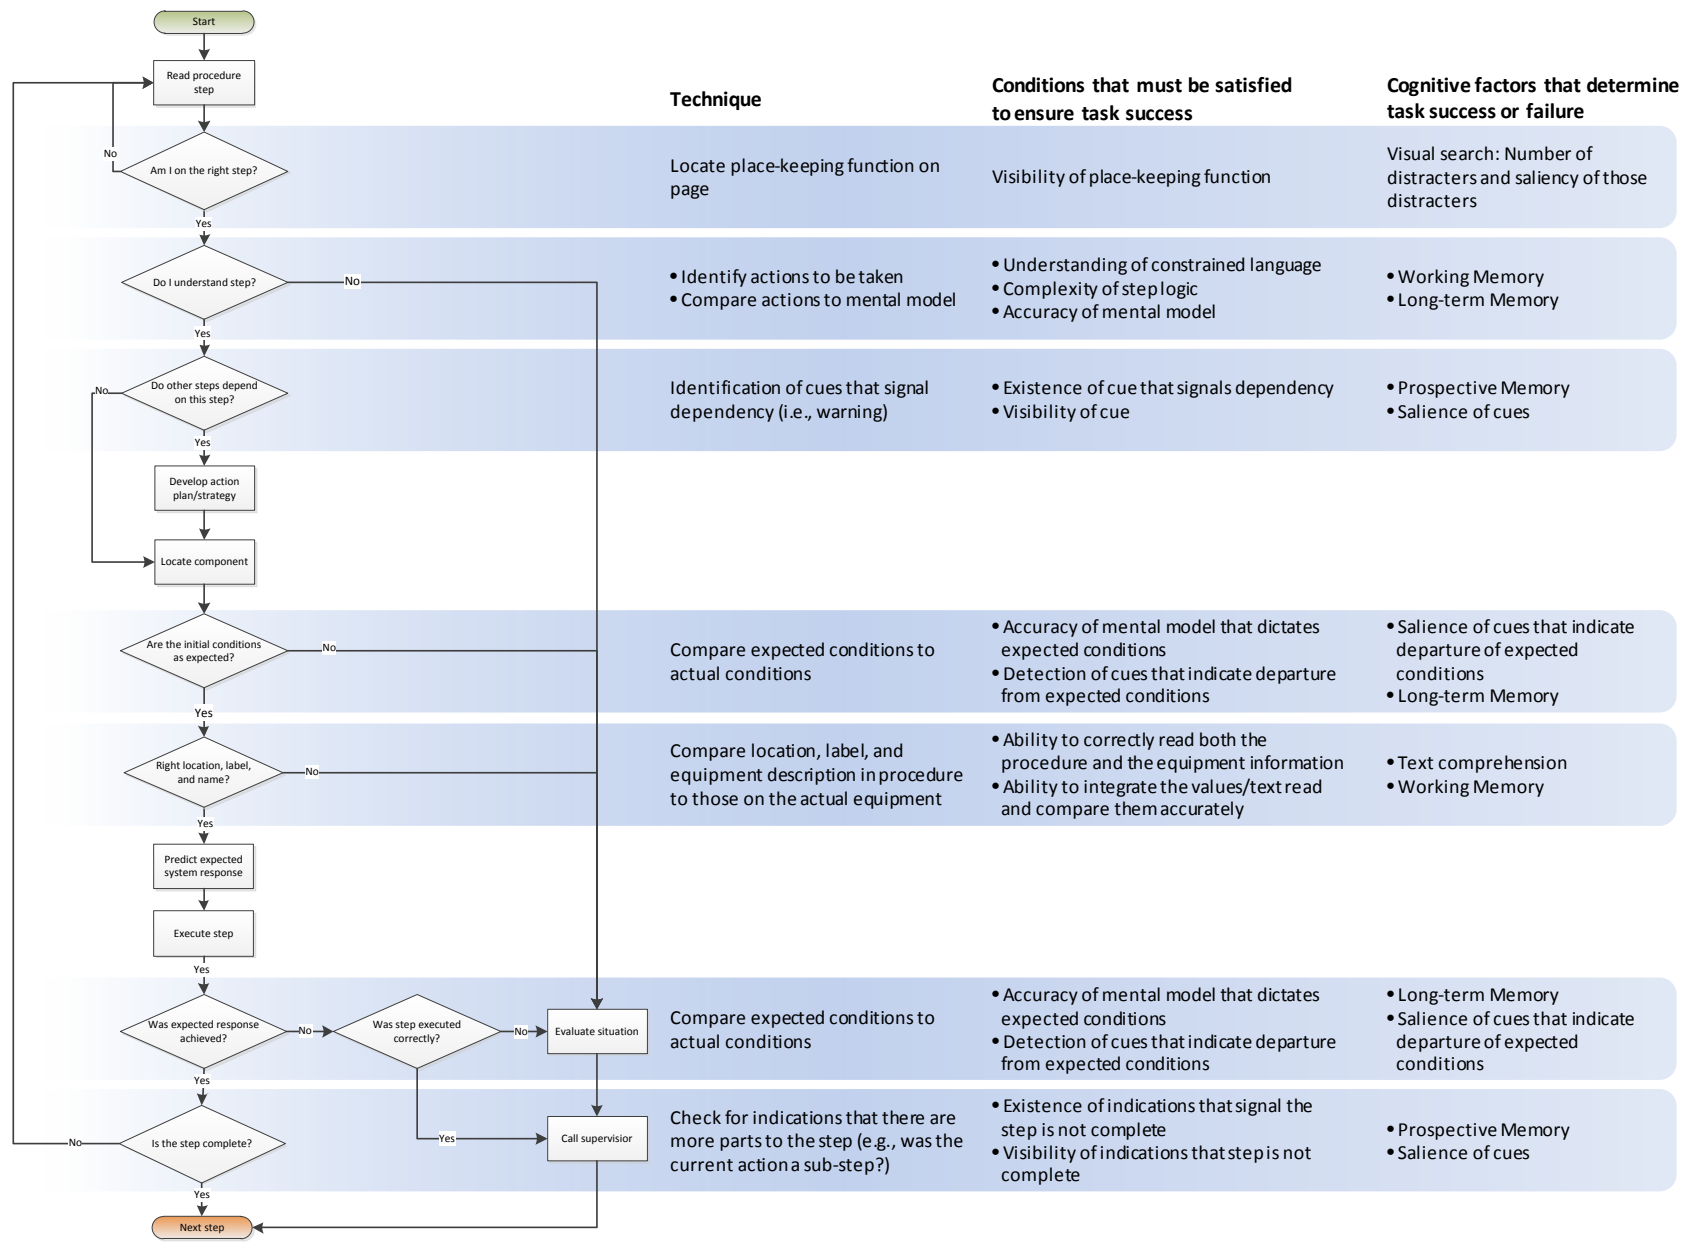 Start
Read procedure
step
Technique
Conditions that must be satisfied
to ensure task success
Cognitive factors that determine
task success or failure
No
Am I on the right step?
Locate place-keeping function on
page
Visibility of place-keeping function
Visual search: Number of
distracters and saliency of those
distracters
Yes
Do I understand step?
No
• Identify actions to be taken
• Compare actions to mental model
• Understanding of constrained language
• Complexity of step logic
• Accuracy of mental model
• Working Memory
• Long-term Memory
Yes
No
Do other steps depend
on this step?
Identification of cues that signal
dependency (i.e., warning)
• Existence of cue that signals dependency
• Visibility of cue
• Prospective Memory
• Salience of cues
Yes
Develop action
plan/strategy
Locate component
Are the initial conditions
as expected?
No
Compare expected conditions to
actual conditions
• Accuracy of mental model that dictates
expected conditions
• Detection of cues that indicate departure
from expected conditions
• Salience of cues that indicate
departure of expected
conditions
• Long-term Memory
Yes
Right location, label,
and name?
No
Compare location, label, and
equipment description in procedure
to those on the actual equipment
• Ability to correctly read both the
procedure and the equipment information
• Ability to integrate the values/text read
and compare them accurately
• Text comprehension
• Working Memory
Yes
Predict expected
system response
Execute step
Yes
Was expected response
achieved?
No
Was step executed
correctly?
No
Evaluate situation
Compare expected conditions to
actual conditions
• Accuracy of mental model that dictates
expected conditions
• Detection of cues that indicate departure
from expected conditions
• Long-term Memory
• Salience of cues that indicate
departure of expected
conditions
Yes
No
Is the step complete?
Yes
Call supervisior
Check for indications that there are
more parts to the step (e.g., was the
current action a sub-step?)
• Existence of indications that signal the
step is not complete
• Visibility of indications that step is not
complete
• Prospective Memory
• Salience of cues
Yes
Next step